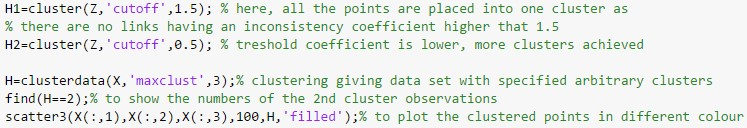 H1=cluster(Z,'cutoff',1.5); % here, all the points are placed into one cluster as
% there are no links having an inconsistency coefficient higher that 1.5
H2=cluster(Z,'cutoff',0.5); % treshold coefficient is lower, more clusters achieved
H=clusterdata(X,'maxclust',3);% clustering giving data set with specified arbitrary clusters
find(H==2);% to show the numbers of the 2nd cluster observations
scatter3(X(:,1),X(:,2),X(:,3),100,H,'filled');% to plot the clustered points in different colour